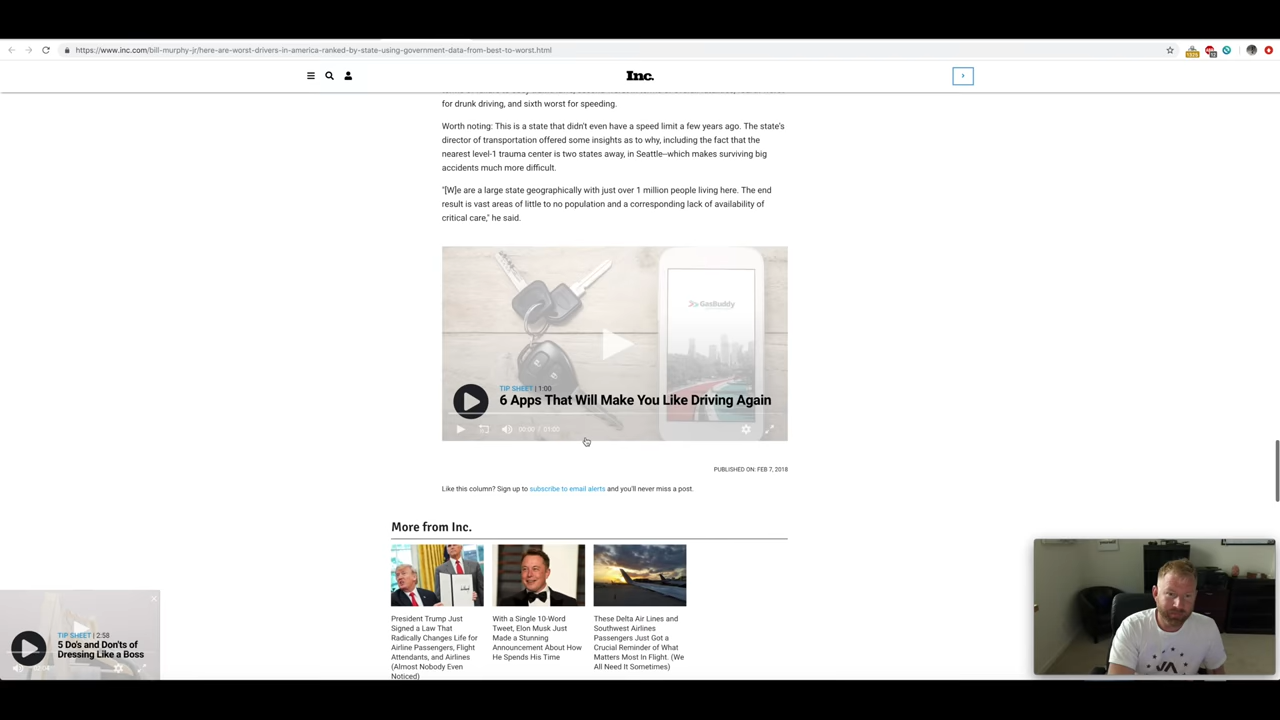 https://www.inc.com/bill-murphy-jr/here-are-worst-drivers-in-america-ranked-by-state-using-government-data-from-best-to-worst.html
Inc.
for drunk driving, and sixth worst for speeding.
Worth noting: This is a state that didn't even have a speed limit a few years ago. The state's
director of transportation offered some insights as to why, including the fact that the
nearest level-1 trauma center is two states away, in Seattle--which makes surviving big
accidents much more difficult.
"[W]e are a large state geographically with just over 1 million people living here. The end
result is vast areas of little to no population and a corresponding lack of availability of
critical care," he said.
GasBuddy
TIP SHEET | 1:00
6 Apps That Will Make You Like Driving Again
00:00 / 01:00
PUBLISHED ON: FEB 7, 2018
Like this column? Sign up to subscribe to email alerts and you'll never miss a post.
More from Inc.
President Trump Just
Signed a Law That
Radically Changes Life for
Airline Passengers, Flight
Attendants, and Airlines
(Almost Nobody Even
Noticed)
With a Single 10-Word
Tweet, Elon Musk Just
Made a Stunning
Announcement About How
He Spends His Time
These Delta Air Lines and
Southwest Airlines
Passengers Just Got a
Crucial Reminder of What
Matters Most In Flight. (We
All Need It Sometimes)
TIP SHEET | 2:58
5 Do's and Don'ts of
Dressing Like a Boss